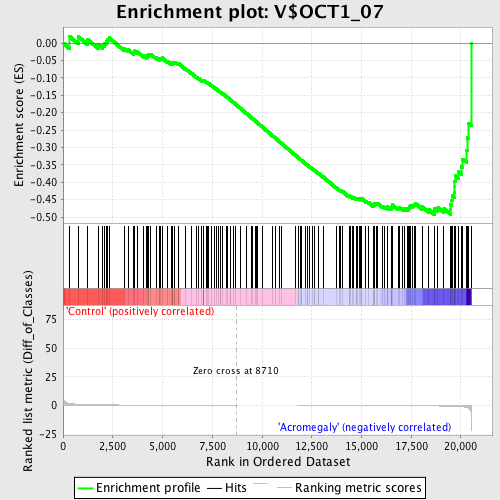 Enrichment plot: V$OCT1_07
Enrichment score (ES)
0.00
-0.05
-0.10
-0.15
-0.20
-0.25
-0.30
-0.35
-0.40
-0.45
-0.50
'Control' (positively correlated)
Ranked list metric (Diff_of_Classes)
75
50
25
0
-25
Zero cross at 8710
'Acromegaly' (negatively correlated)
0
2,500
5,000
7,500
10,000
12,500
15,000
17,500
20,000
Rank in Ordered Dataset
Enrichment profile
Hits
Ranking metric scores